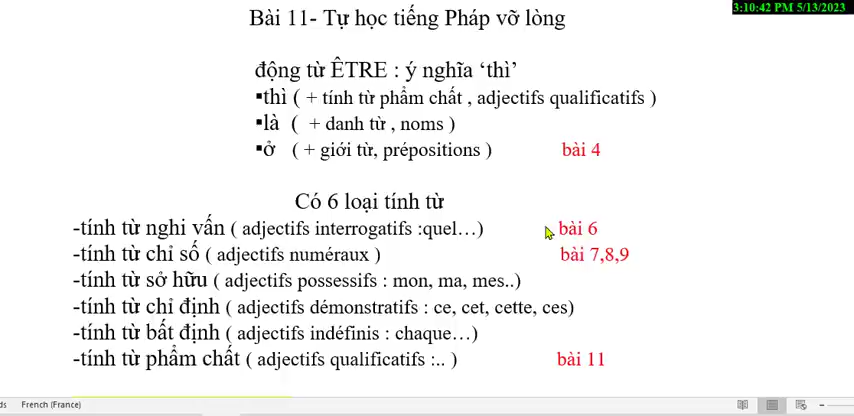 3:10:42 PM 5/13/2023
Bài 11- Tự học tiếng Pháp vỡ lòng
động từ ÊTRE : ý nghĩa ‘thì’
▪thì ( + tính từ phẩm chất , adjectifs qualificatifs )
▪là ( + danh từ , noms )
▪ở ( + giới từ, prépositions ) bài 4
Có 6 loại tính từ
-tính từ nghi vấn ( adjectifs interrogatifs :quel…) bài 6
-tính từ chỉ số ( adjectifs numéraux ) bài 7,8,9
-tính từ sở hữu ( adjectifs possessifs : mon, ma, mes..)
-tính từ chỉ định ( adjectifs démonstratifs : ce, cet, cette, ces)
-tính từ bất định ( adjectifs indéfinis : chaque…)
-tính từ phẩm chất ( adjectifs qualificatifs :.. ) bài 11
ds French (France)